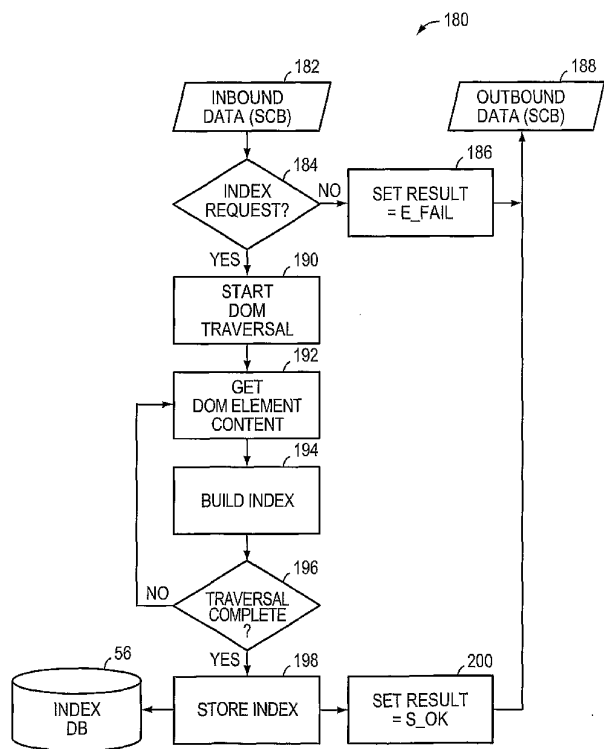 180
182
INBOUND
DATA (SCB)
188
OUTBOUND
DATA (SCB)
184
INDEX
REQUEST?
NO
186
SET RESULT
= E_FAIL
YES
190
START
DOM
TRAVERSAL
192
GET
DOM ELEMENT
CONTENT
194
BUILD INDEX
196
TRAVERSAL
COMPLETE
?
NO
YES
56
INDEX
DB
198
STORE INDEX
200
SET RESULT
= S_OK